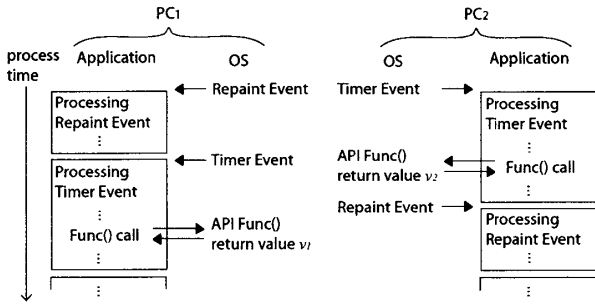 PC1
PC2
process
time
Application
OS
OS
Application
Repaint Event
Timer Event
Processing
Repaint Event
⋮
Processing
Timer Event
⋮
Timer Event
API Func()
return value v2
Func() call
⋮
Processing
Timer Event
⋮
Func() call
⋮
API Func()
return value v1
Repaint Event
Processing
Repaint Event
⋮
⋮